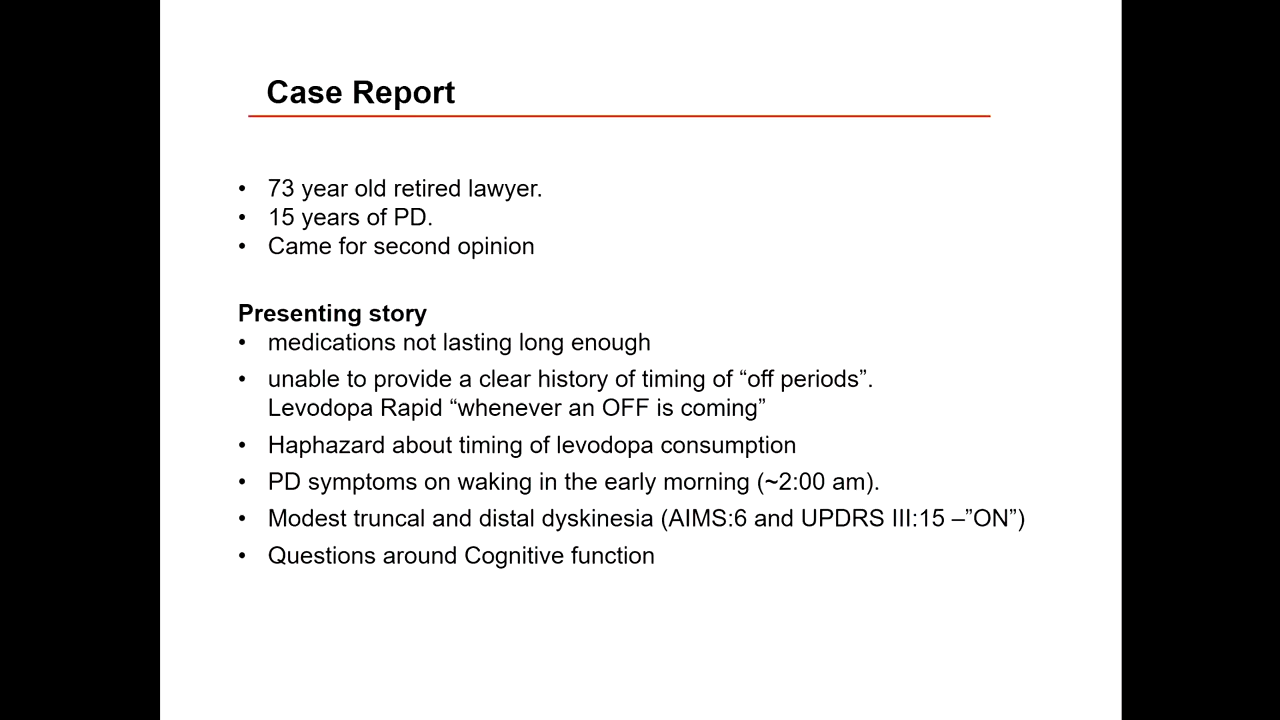 Case Report
• 73 year old retired lawyer.
• 15 years of PD.
• Came for second opinion
Presenting story
• medications not lasting long enough
• unable to provide a clear history of timing of “off periods”.
Levodopa Rapid “whenever an OFF is coming”
• Haphazard about timing of levodopa consumption
• PD symptoms on waking in the early morning (~2:00 am).
• Modest truncal and distal dyskinesia (AIMS:6 and UPDRS III:15 –”ON”)
• Questions around Cognitive function